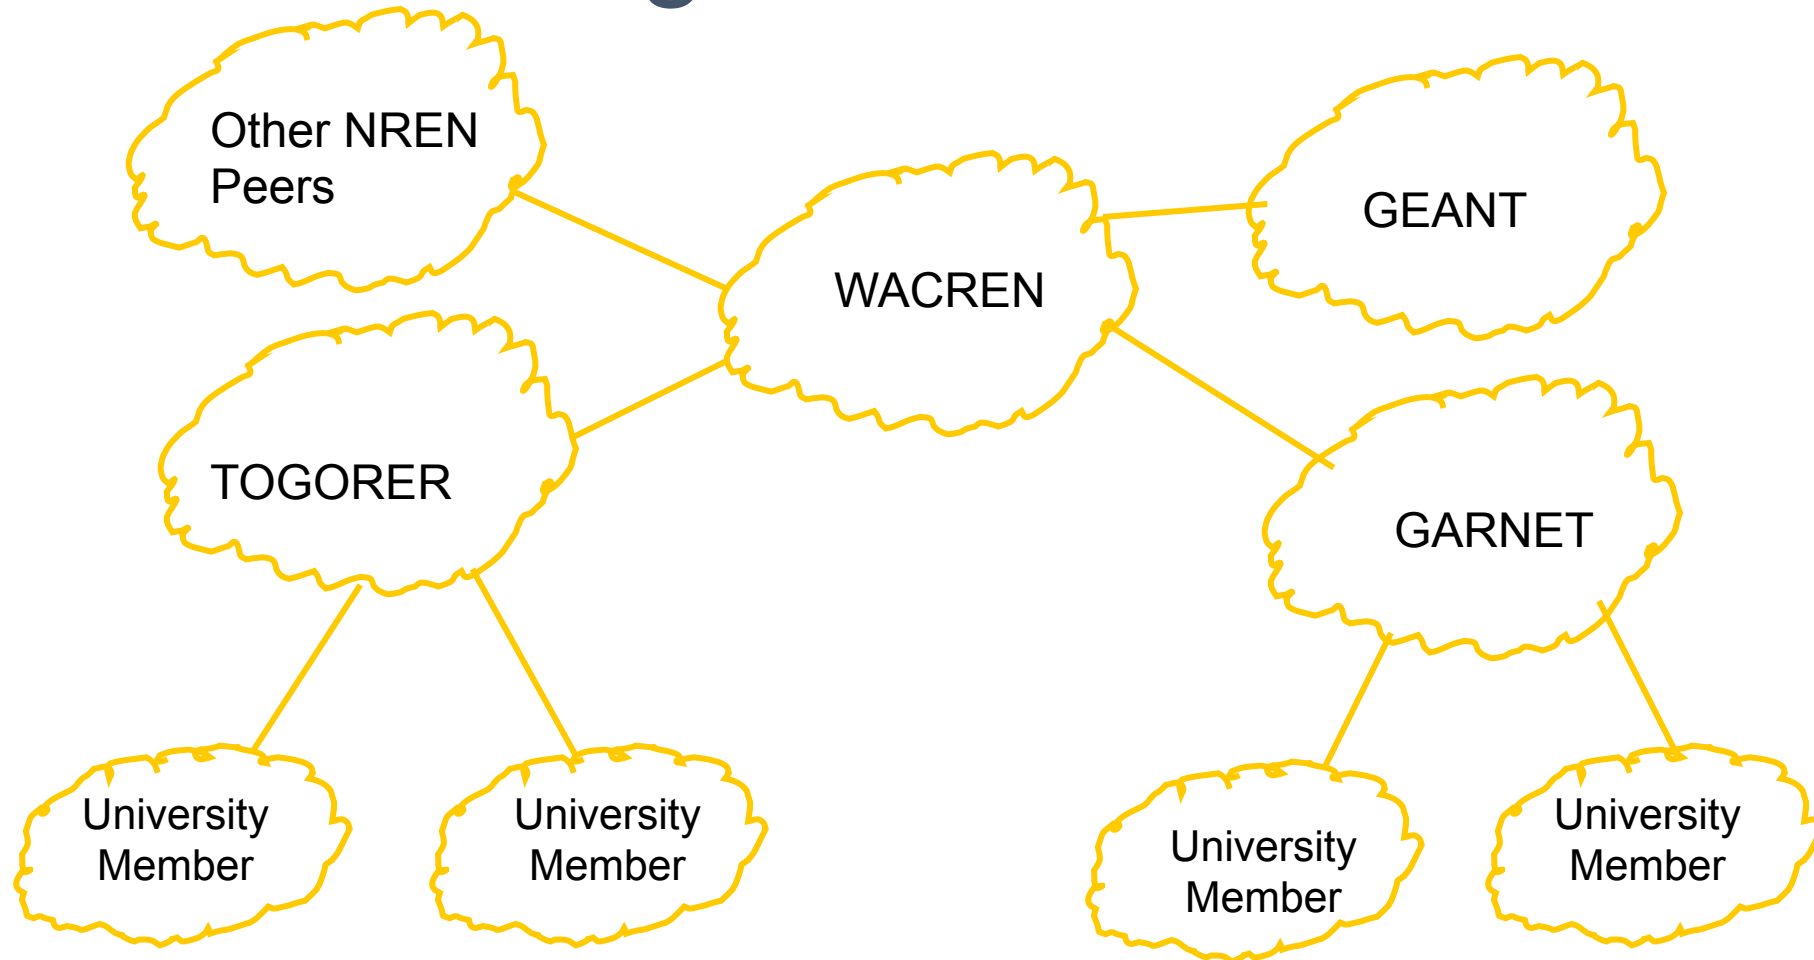 Other NREN
Peers
GEANT
WACREN
TOGORER
GARNET
University
Member
University
Member
University
Member
University
Member